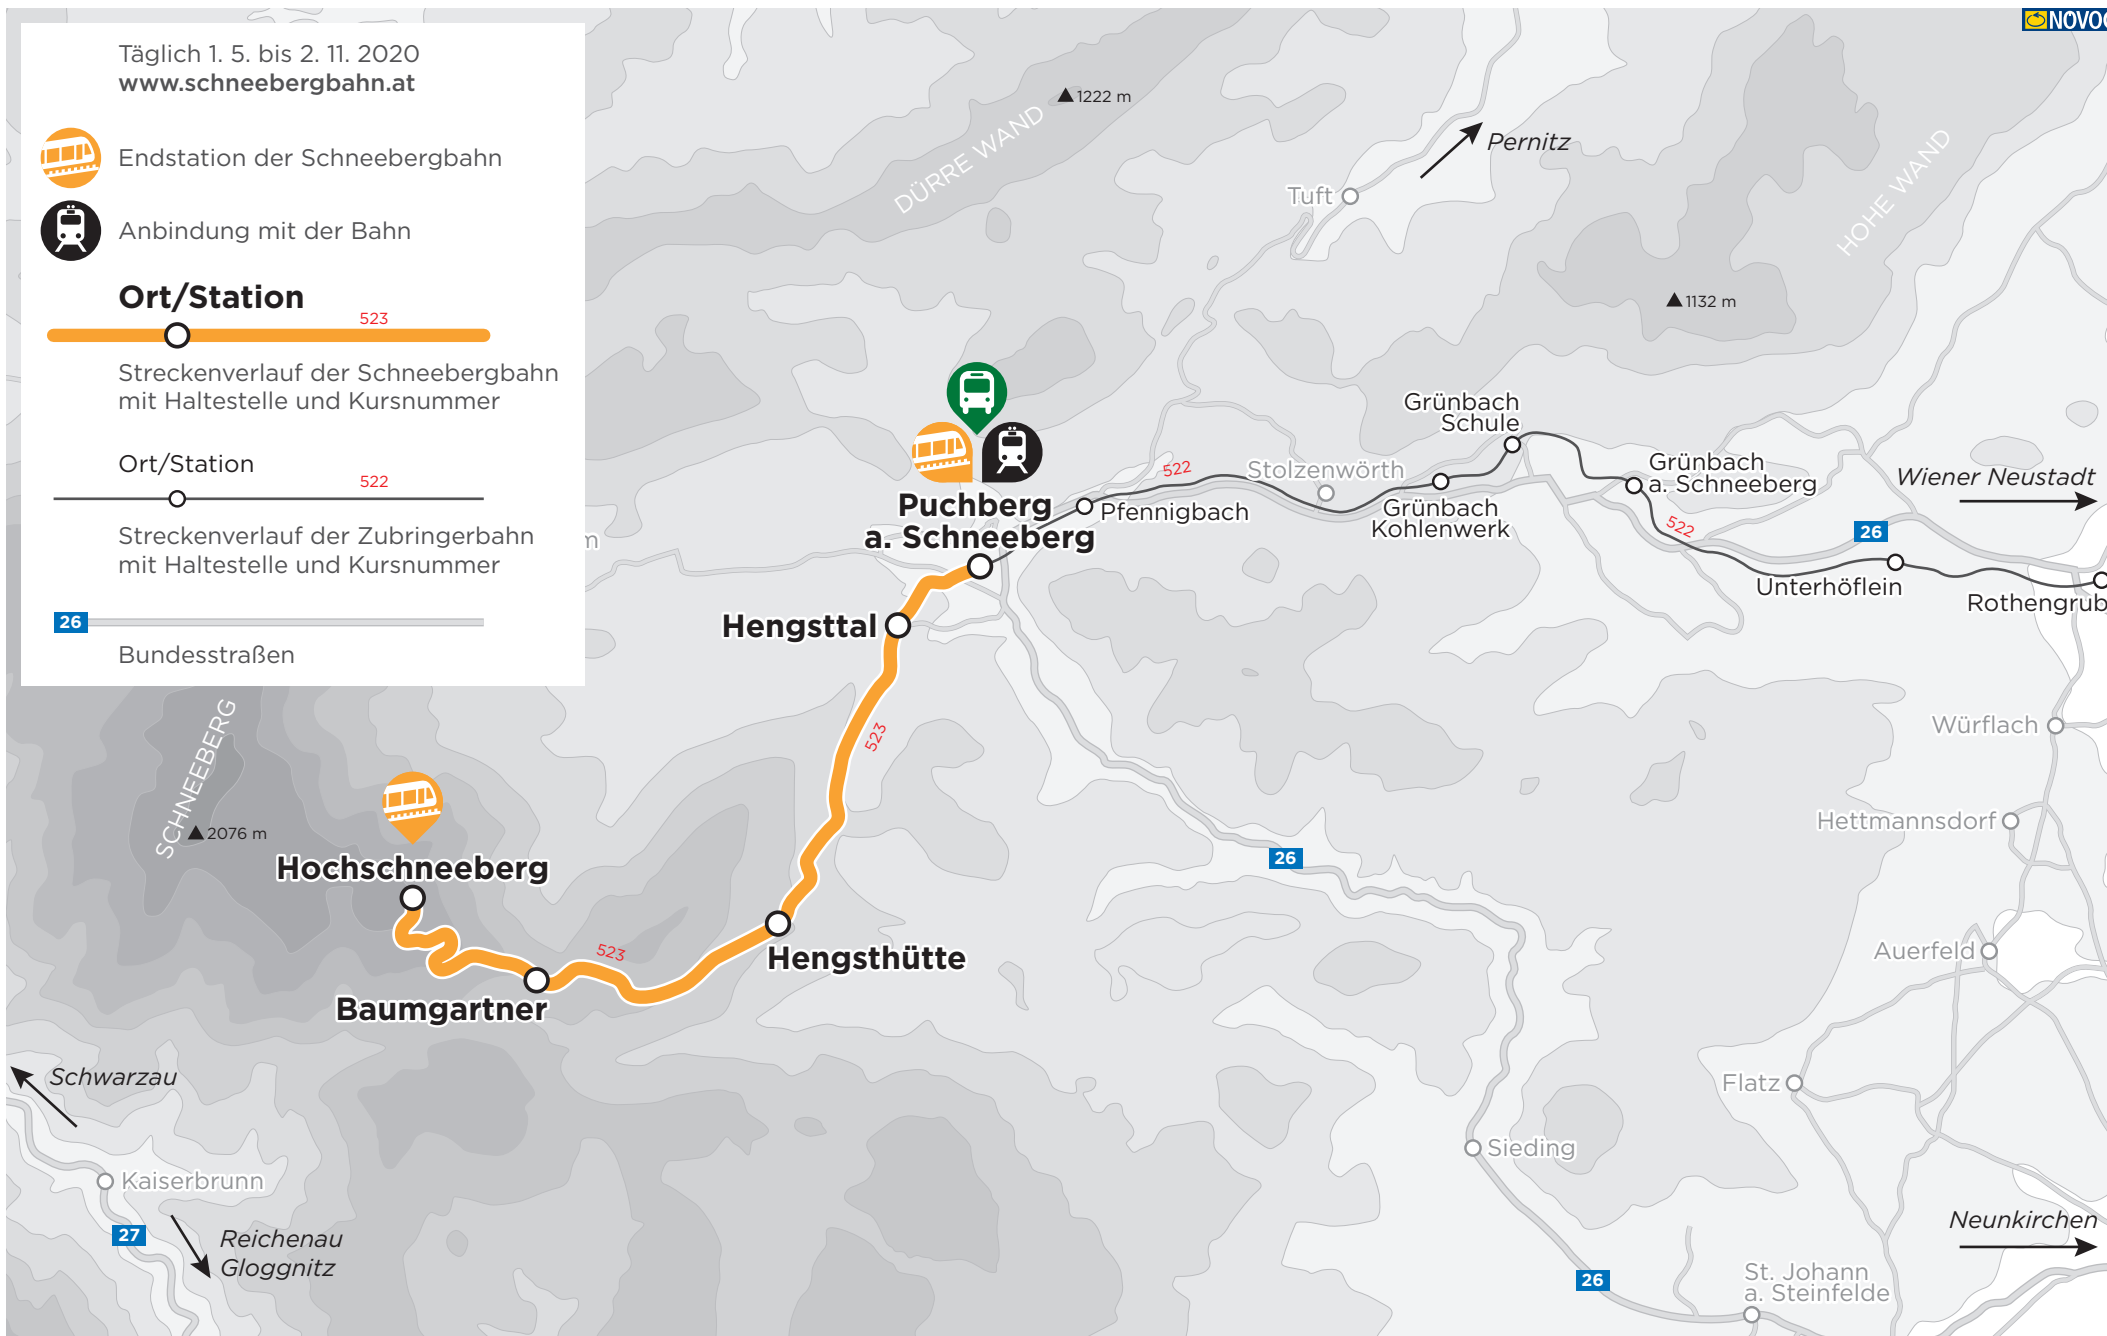 Täglich 1. 5. bis 2. 11. 2020
www.schneebergbahn.at
Endstation der Schneebergbahn
Anbindung mit der Bahn
Ort/Station
523
Streckenverlauf der Schneebergbahn
mit Haltestelle und Kursnummer
Ort/Station
522
Streckenverlauf der Zubringerbahn
mit Haltestelle und Kursnummer
26
Bundesstraßen
1222 m
DÜRRE WAND
Pernitz
Tuft
HOHE WAND
1132 m
Grünbach
Schule
Stolzenwörth
522
Grünbach
a. Schneeberg
Wiener Neustadt
Puchberg
a. Schneeberg
Pfennigbach
Grünbach
Kohlenwerk
522
26
Unterhöflein
Rothengrub
Hengsttal
523
Würflach
SCHNEEBERG
2076 m
Hochschneeberg
Hettmannsdorf
26
523
Hengsthütte
Auerfeld
Baumgartner
Schwarzau
Flatz
Sieding
Kaiserbrunn
27
Reichenau
Gloggnitz
Neunkirchen
26
St. Johann
a. Steinfelde